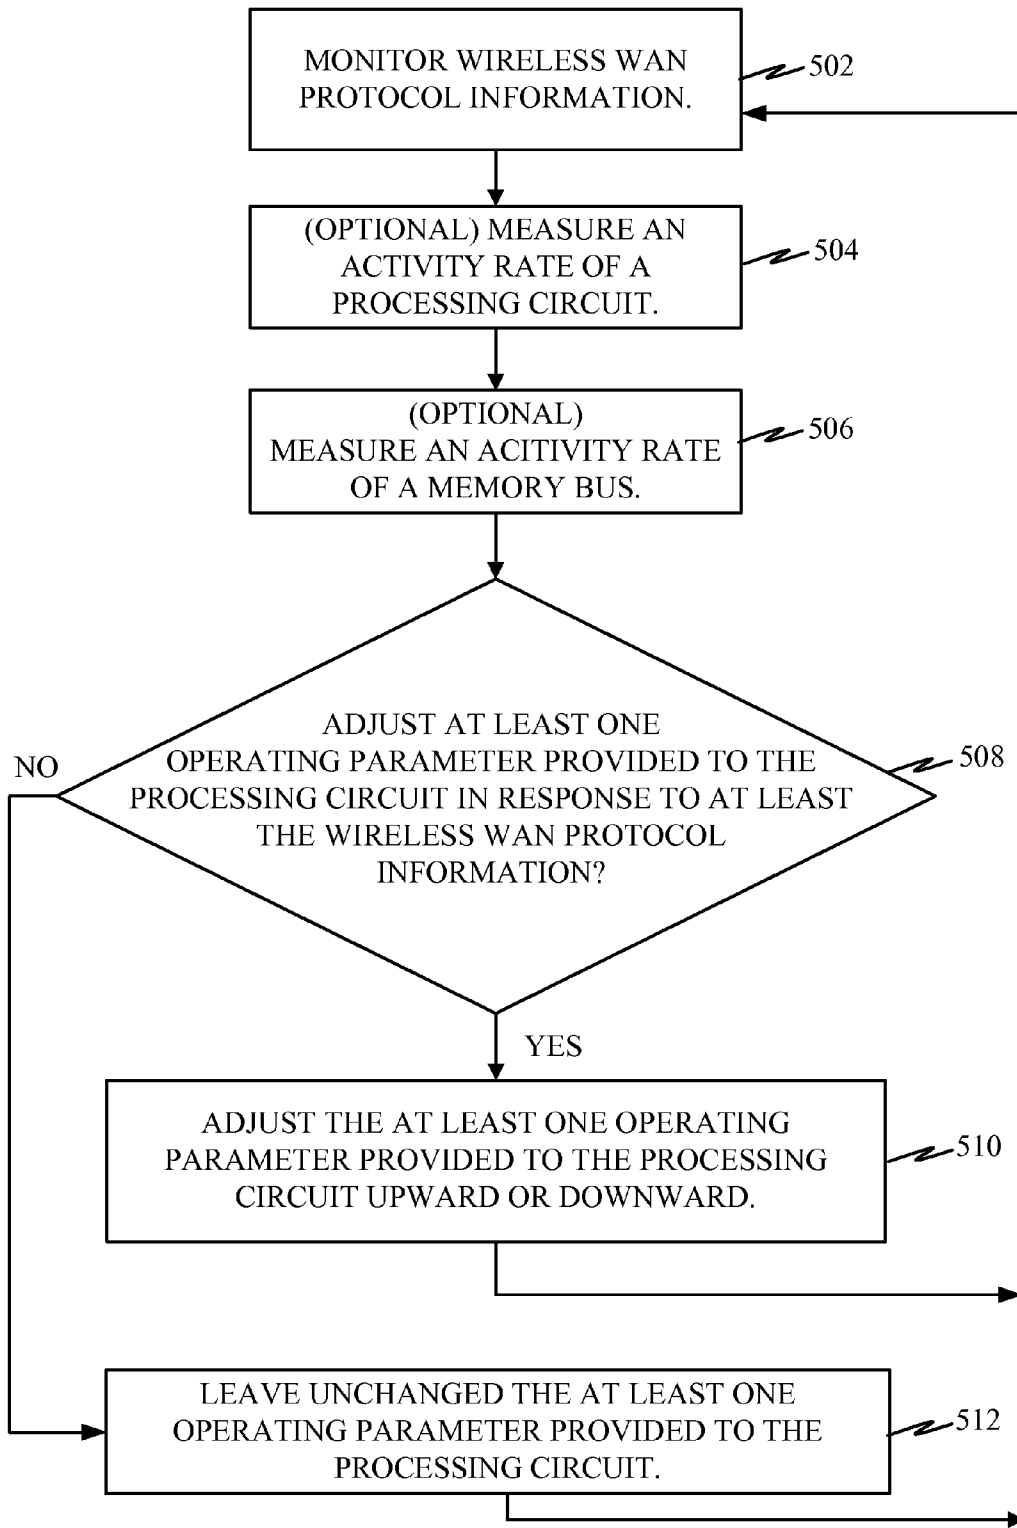 MONITOR WIRELESS WAN
PROTOCOL INFORMATION.
502
(OPTIONAL) MEASURE AN
ACTIVITY RATE OF A
PROCESSING CIRCUIT.
504
(OPTIONAL)
MEASURE AN ACITIVITY RATE
OF A MEMORY BUS.
506
ADJUST AT LEAST ONE
OPERATING PARAMETER PROVIDED TO THE
PROCESSING CIRCUIT IN RESPONSE TO AT LEAST
THE WIRELESS WAN PROTOCOL
INFORMATION?
508
NO
YES
ADJUST THE AT LEAST ONE OPERATING
PARAMETER PROVIDED TO THE PROCESSING
CIRCUIT UPWARD OR DOWNWARD.
510
LEAVE UNCHANGED THE AT LEAST ONE
OPERATING PARAMETER PROVIDED TO THE
PROCESSING CIRCUIT.
512